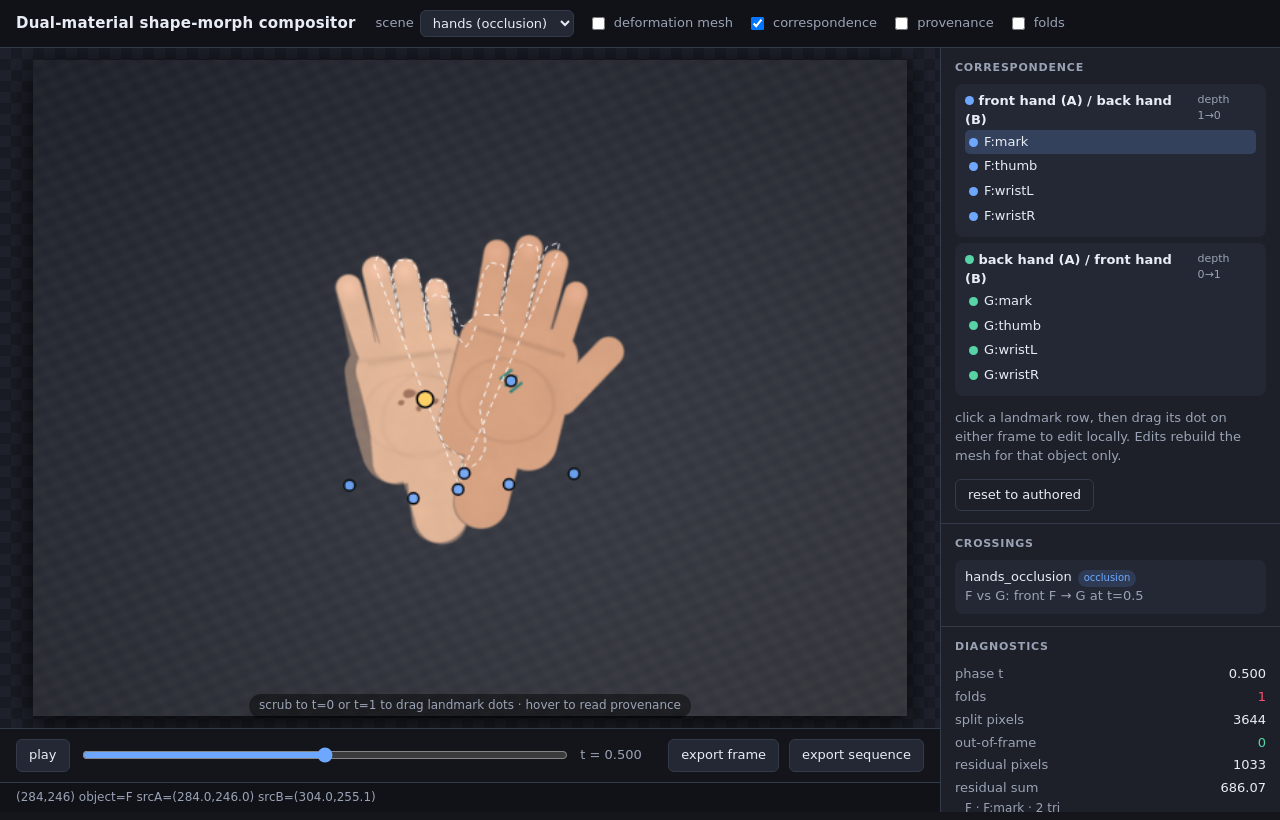 Dual-material shape-morph compositor
scene
hands (occlusion)
deformation mesh
correspondence
provenance
folds
CORRESPONDENCE
front hand (A) / back hand (B)
depth 1→0
F:mark
F:thumb
F:wristL
F:wristR
back hand (A) / front hand (B)
depth 0→1
G:mark
G:thumb
G:wristL
G:wristR
click a landmark row, then drag its dot on
either frame to edit locally. Edits rebuild the
mesh for that object only.
reset to authored
CROSSINGS
hands_occlusion occlusion
F vs G: front F → G at t=0.5
DIAGNOSTICS
phase t 0.500
folds 1
split pixels 3644
out-of-frame 0
residual pixels 1033
residual sum 686.07
F · F:mark · 2 tri
scrub to t=0 or t=1 to drag landmark dots · hover to read provenance
play
t = 0.500
export frame
export sequence
(284,246) object=F srcA=(284.0,246.0) srcB=(304.0,255.1)